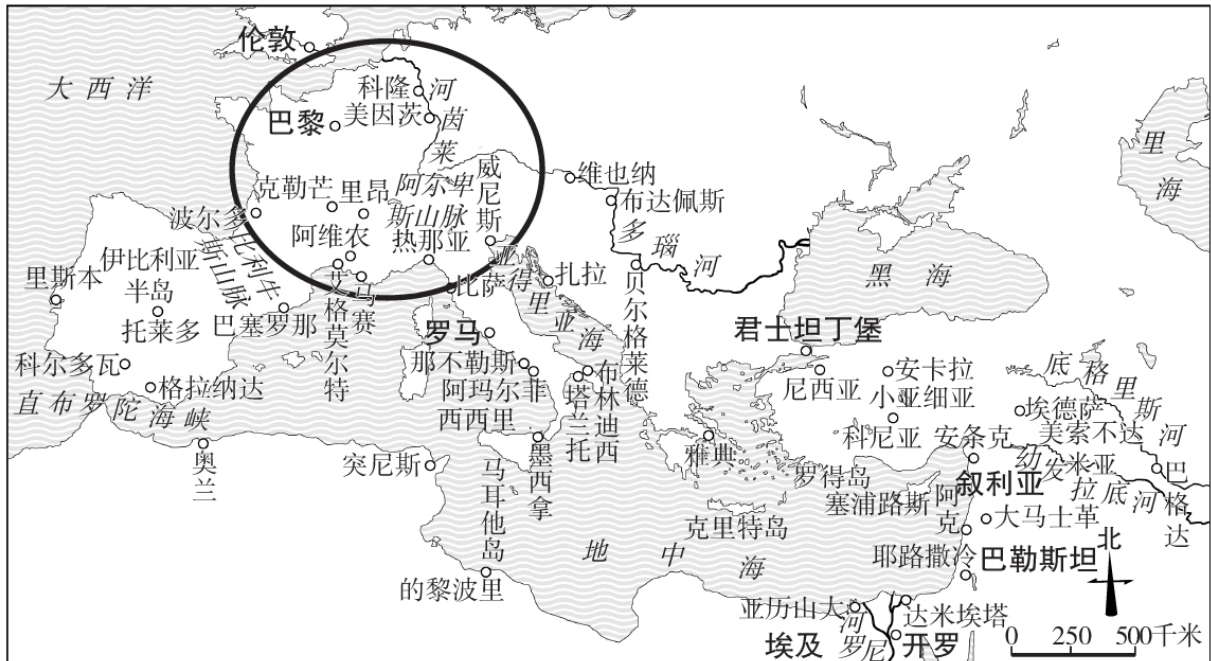 伦敦
大西洋
科隆
河
茵
莱
美因茨
巴黎
里
海
威尼斯
维也纳
克勒芒
里昂
阿尔卑
斯山脉
布达佩斯
多瑙河
波尔多
阿维农
热那亚
比利牛
斯山脉
伊比利亚
半岛
里斯本
托莱多
巴塞罗那
艾格莫尔特
马赛
比萨
亚得里亚海
扎拉
贝尔格莱德
黑海
罗马
君士坦丁堡
科尔多瓦
格拉纳达
直布罗陀海峡
那不勒斯
阿玛尔菲
西西里
塔兰托
布林迪西
尼西亚
安卡拉
小亚细亚
底格里斯河
埃德萨
美索不达
米亚
科尼亚
安条克
幼发拉底河
巴格达
奥兰
突尼斯
马耳他岛
墨西拿
雅典
罗得岛
塞浦路斯
叙利亚
阿克
大马士革
克里特岛
地中海
耶路撒冷
巴勒斯坦
北
的黎波里
亚历山大
河
罗
尼
达米埃塔
埃及
开罗
0 250 500千米